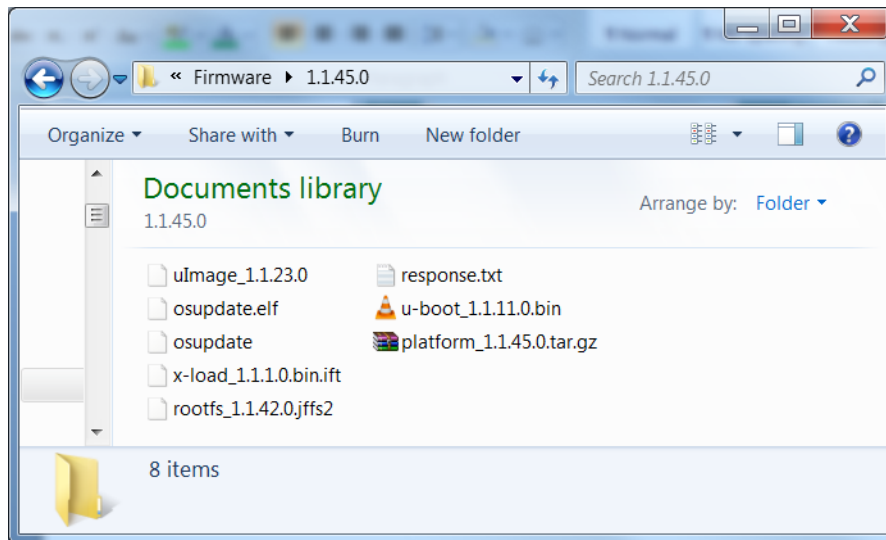 « Firmware ▸ 1.1.45.0
Search 1.1.45.0
Organize Share with Burn New folder
Documents library
1.1.45.0
Arrange by: Folder
uImage_1.1.23.0
osupdate.elf
osupdate
x-load_1.1.1.0.bin.ift
rootfs_1.1.42.0.jffs2
response.txt
u-boot_1.1.11.0.bin
platform_1.1.45.0.tar.gz
8 items